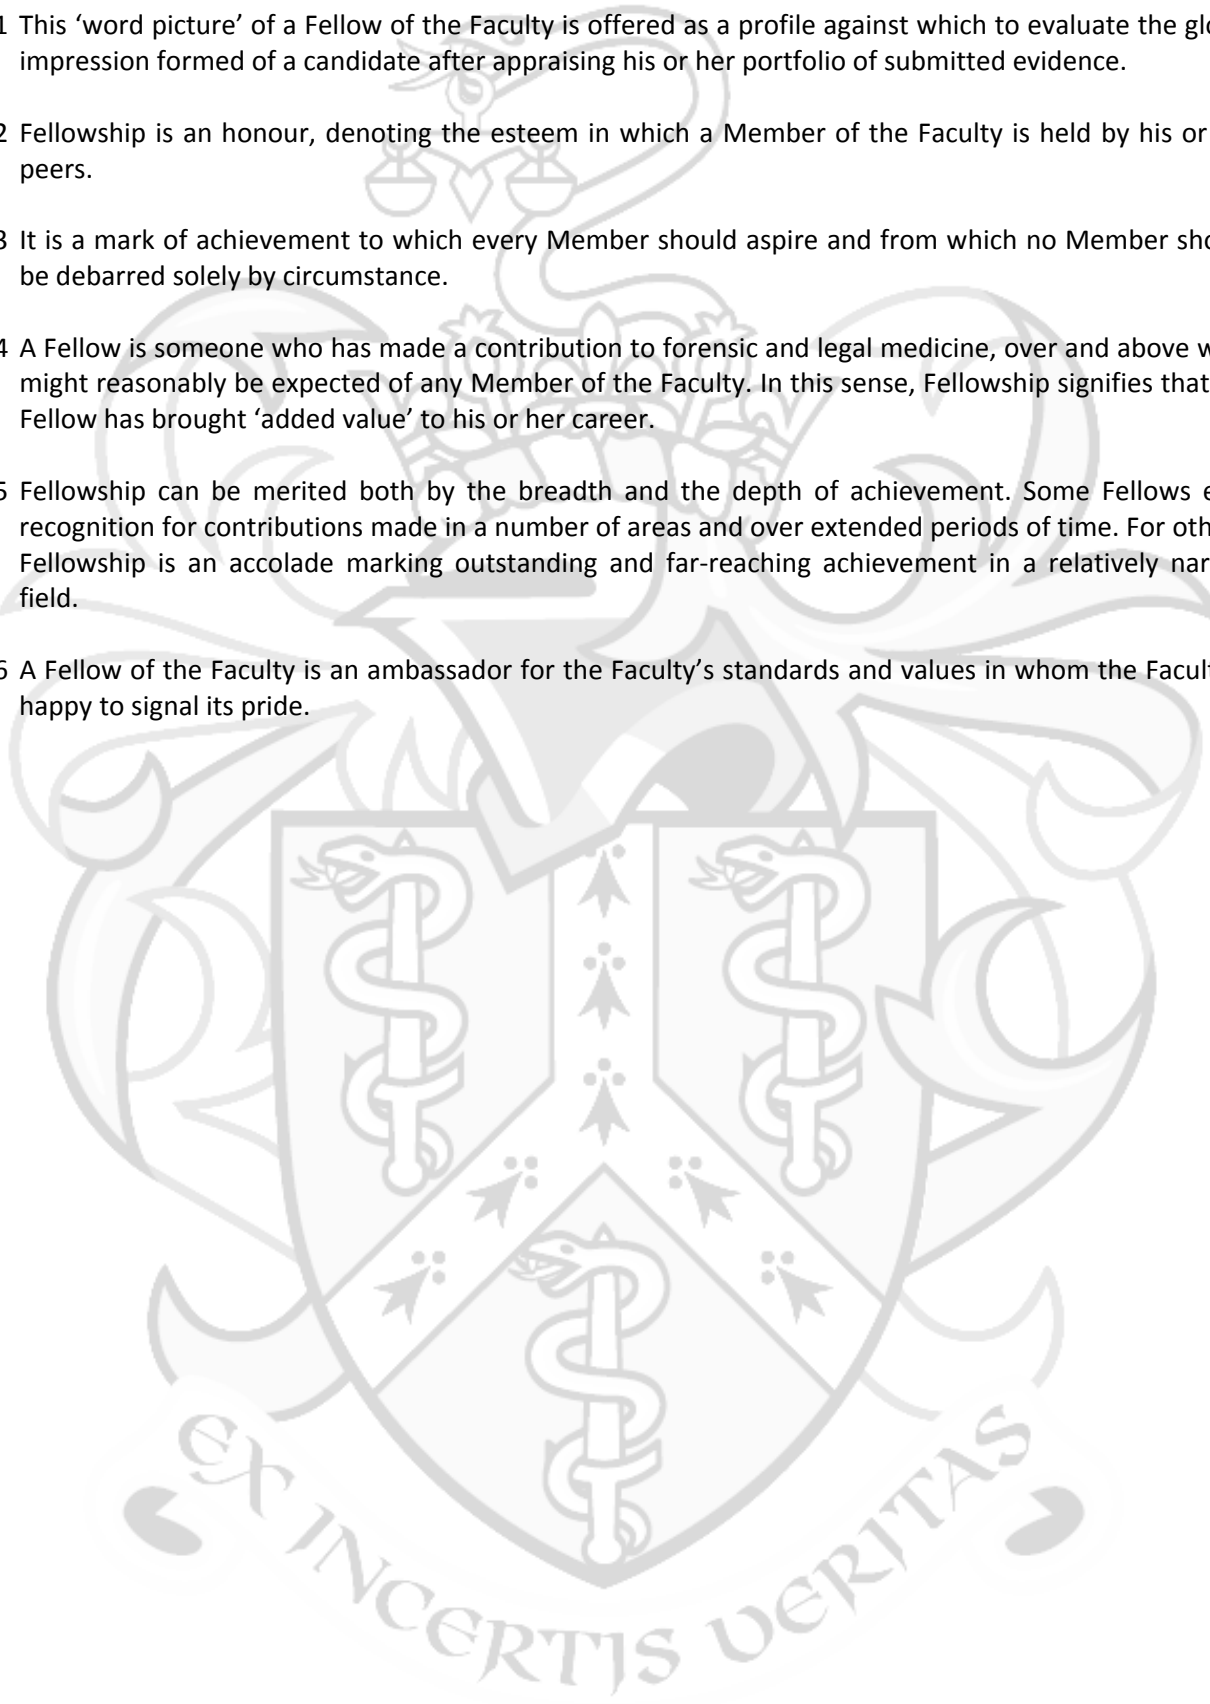 1 This ‘word picture’ of a Fellow of the Faculty is offered as a profile against which to evaluate the glo
impression formed of a candidate after appraising his or her portfolio of submitted evidence.
2 Fellowship is an honour, denoting the esteem in which a Member of the Faculty is held by his or
peers.
3 It is a mark of achievement to which every Member should aspire and from which no Member sho
be debarred solely by circumstance.
4 A Fellow is someone who has made a contribution to forensic and legal medicine, over and above w
might reasonably be expected of any Member of the Faculty. In this sense, Fellowship signifies that
Fellow has brought ‘added value’ to his or her career.
5 Fellowship can be merited both by the breadth and the depth of achievement. Some Fellows e
recognition for contributions made in a number of areas and over extended periods of time. For oth
Fellowship is an accolade marking outstanding and far-reaching achievement in a relatively nar
field.
6 A Fellow of the Faculty is an ambassador for the Faculty’s standards and values in whom the Facult
happy to signal its pride.
EX INCERTIS VERITAS